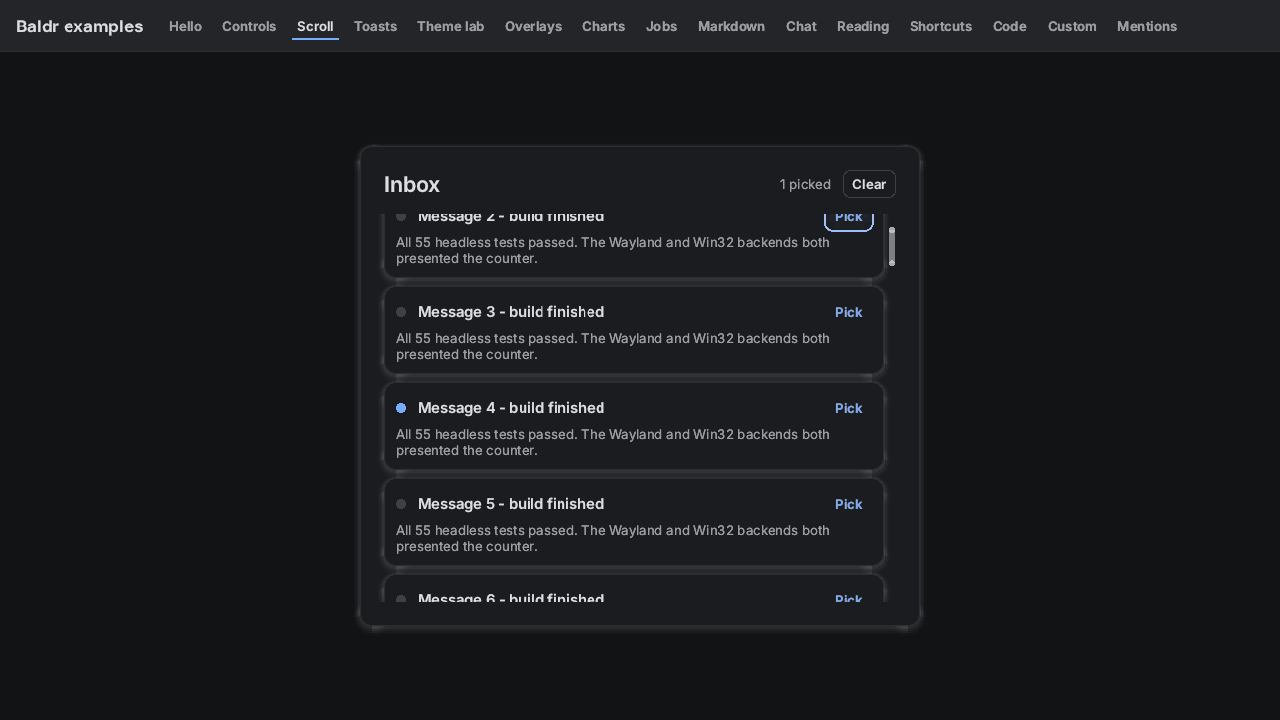 Baldr examples Hello Controls Scroll Toasts Theme lab Overlays Charts Jobs Markdown Chat Reading Shortcuts Code Custom Mentions
Inbox 1 picked Clear
Message 2 - build finished Pick
All 55 headless tests passed. The Wayland and Win32 backends both
presented the counter.
Message 3 - build finished Pick
All 55 headless tests passed. The Wayland and Win32 backends both
presented the counter.
Message 4 - build finished Pick
All 55 headless tests passed. The Wayland and Win32 backends both
presented the counter.
Message 5 - build finished Pick
All 55 headless tests passed. The Wayland and Win32 backends both
presented the counter.
Message 6 - build finished Pick